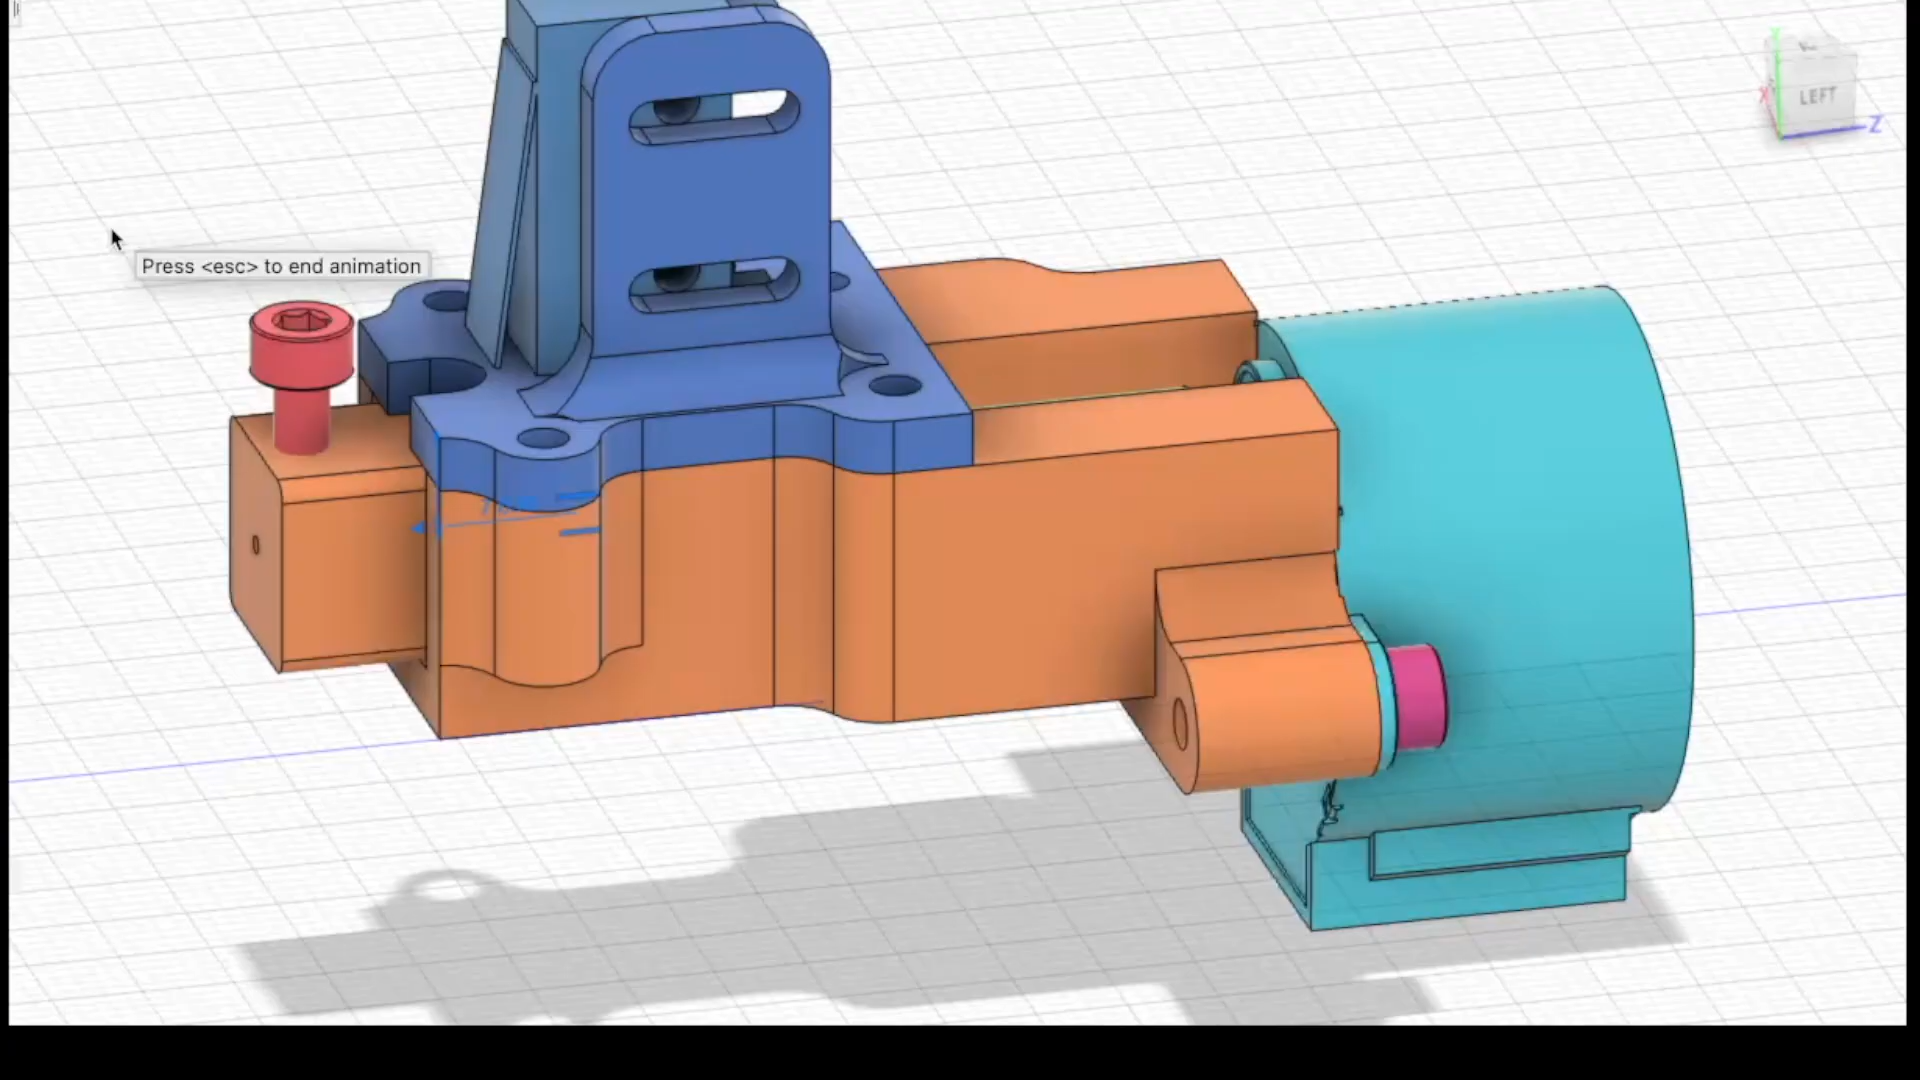 LEFT
X
Z
Press <esc> to end animation